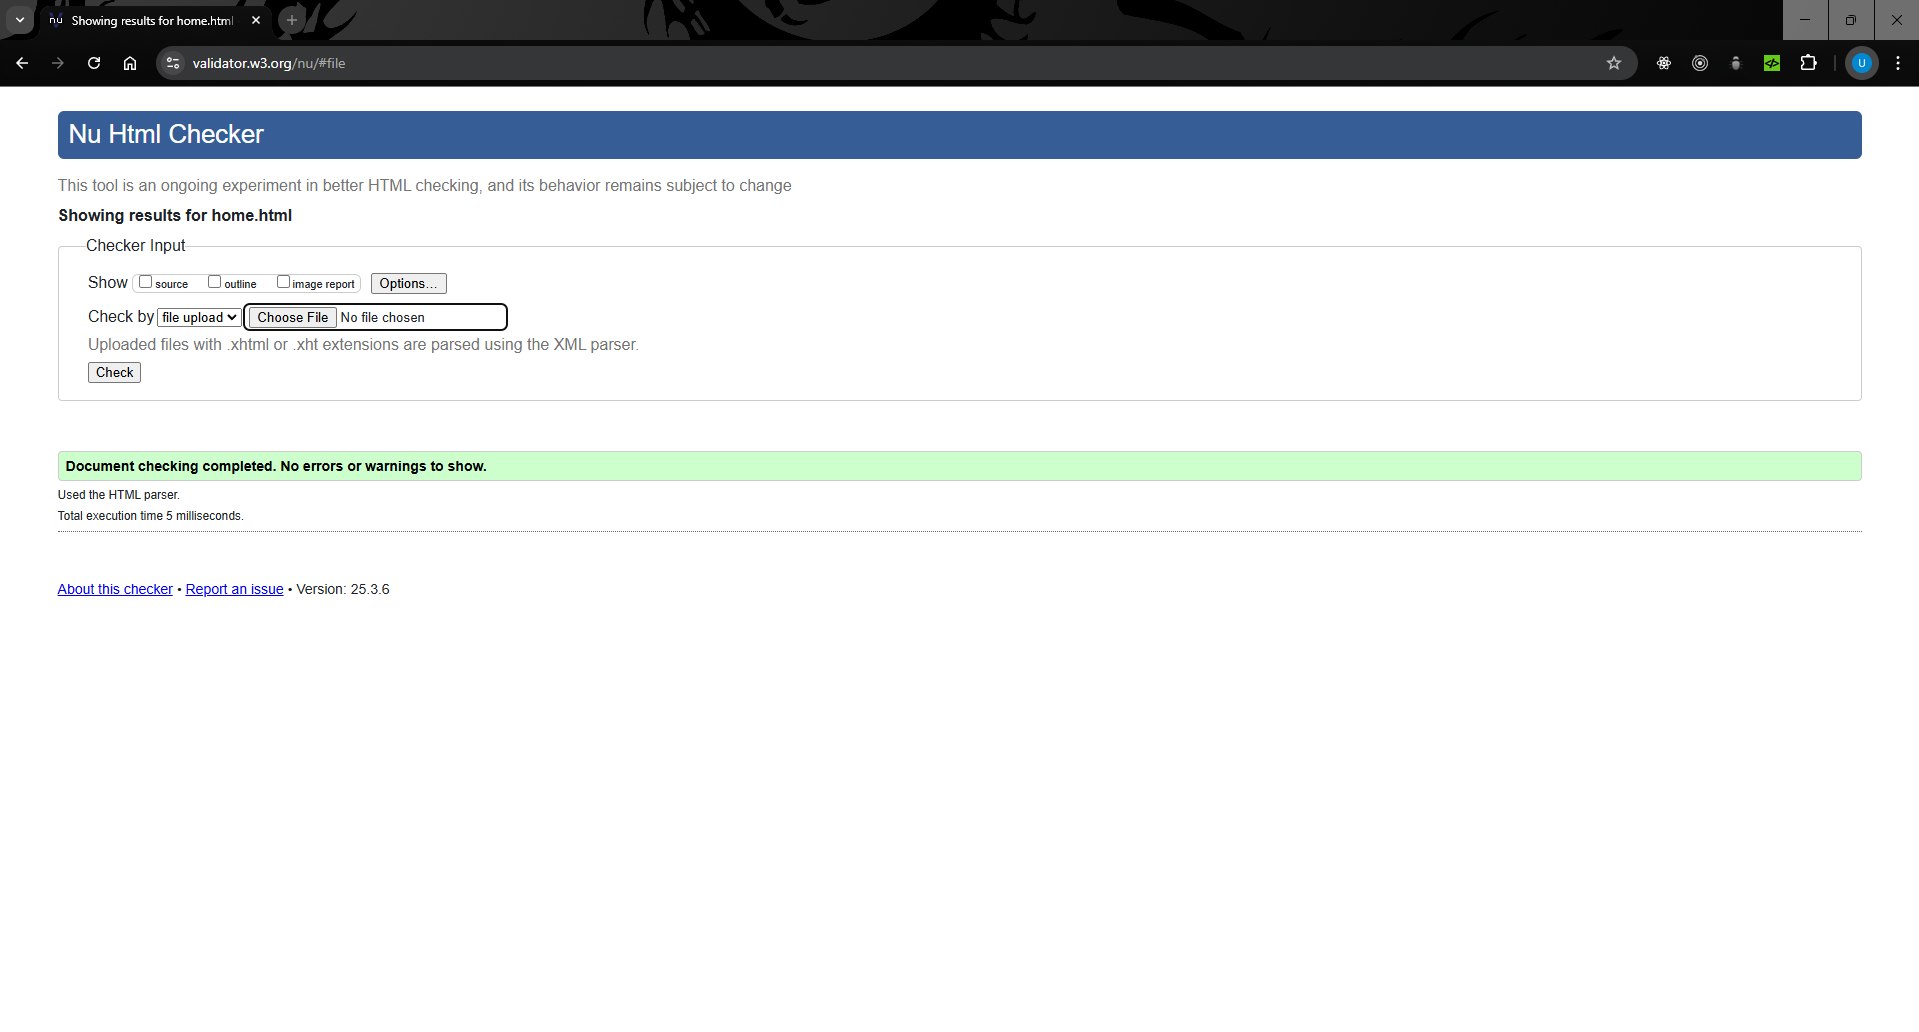 nu Showing results for home.html
validator.w3.org/nu/#file
U
Nu Html Checker
This tool is an ongoing experiment in better HTML checking, and its behavior remains subject to change
Showing results for home.html
Checker Input
Show source outline image report Options...
Check by file upload Choose File No file chosen
Uploaded files with .xhtml or .xht extensions are parsed using the XML parser.
Check
Document checking completed. No errors or warnings to show.
Used the HTML parser.
Total execution time 5 milliseconds.
About this checker • Report an issue • Version: 25.3.6